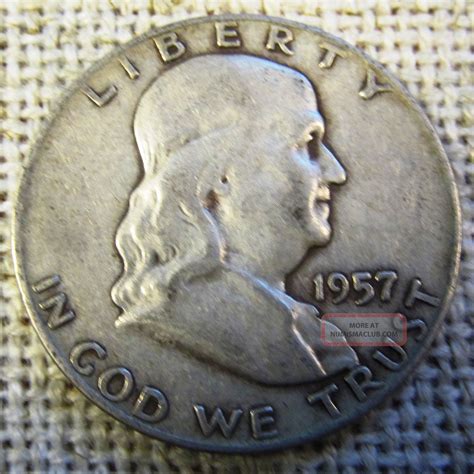 LIBERTY
1957
IN GOD WE TRUST
MORE AT
NUMISMACLUB.COM